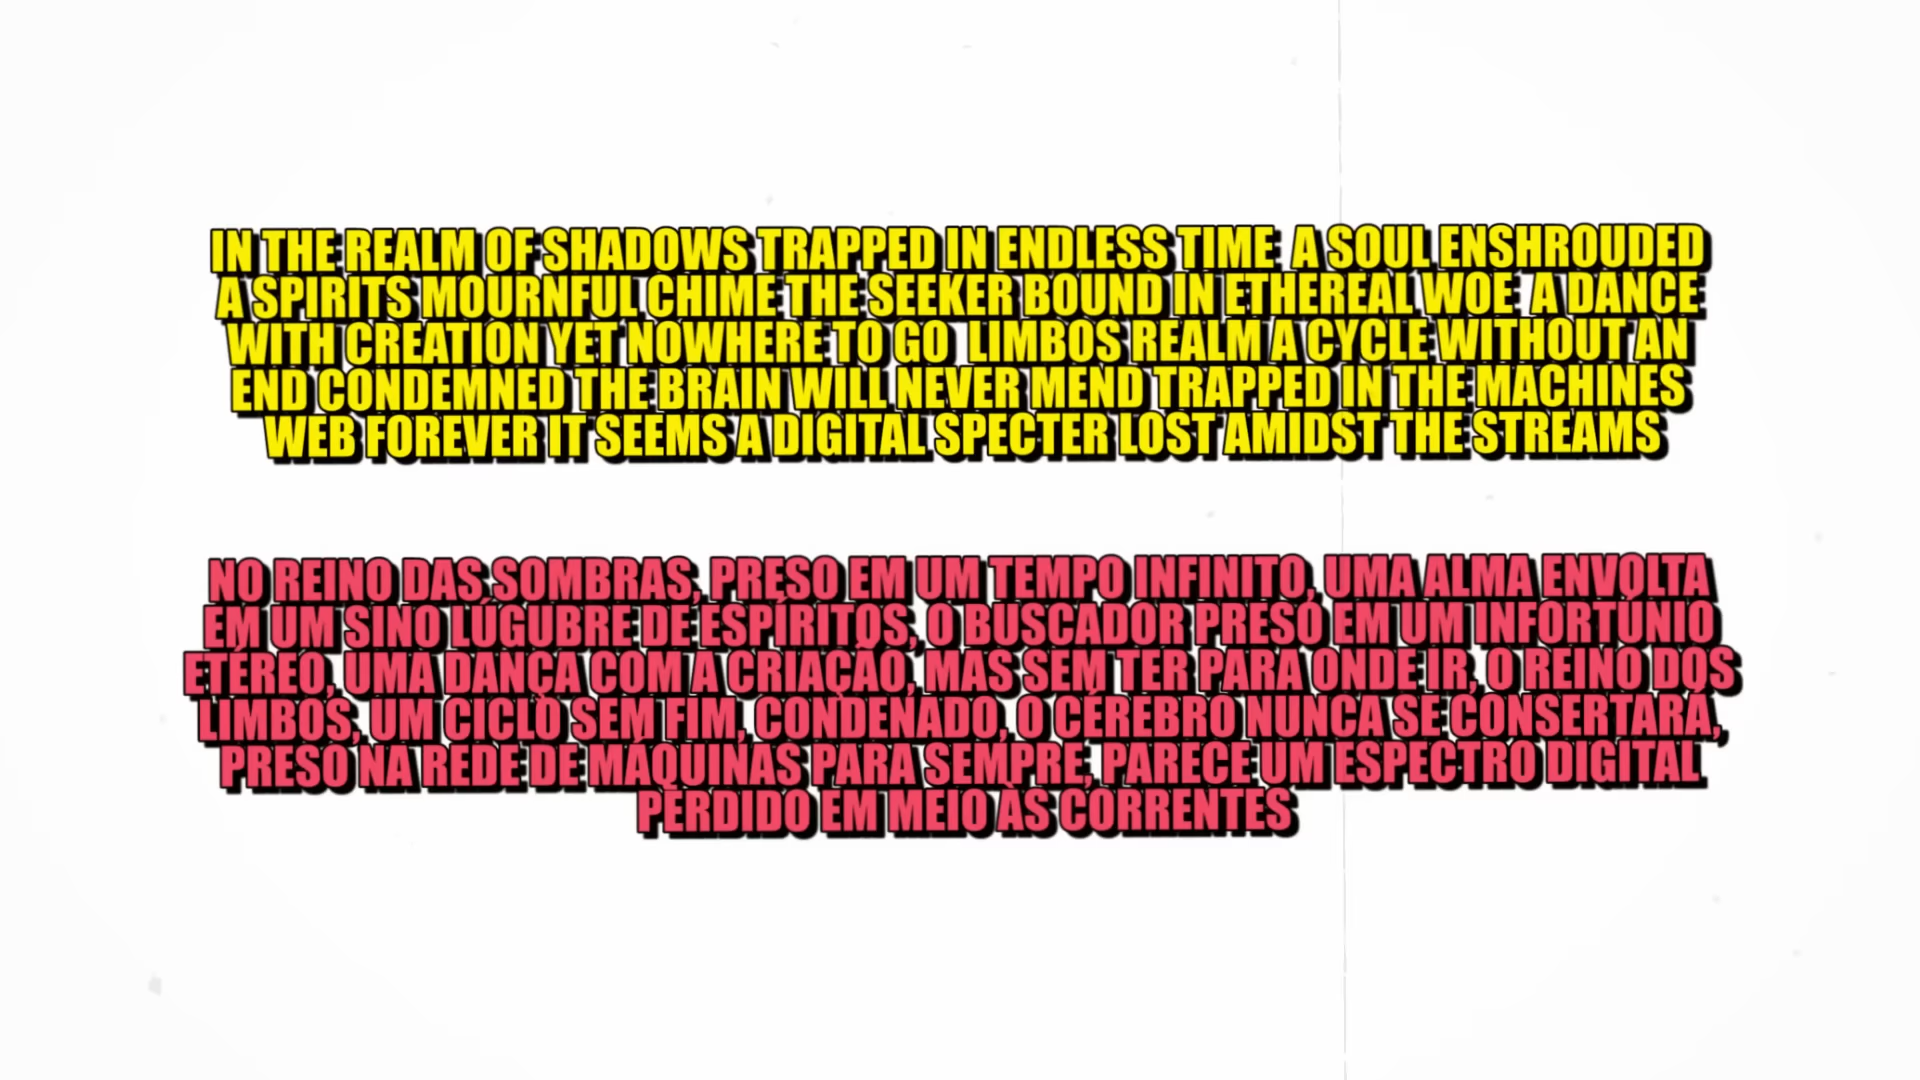 IN THE REALM OF SHADOWS TRAPPED IN ENDLESS TIME A SOUL ENSHROUDED
A SPIRITS MOURNFUL CHIME THE SEEKER BOUND IN ETHEREAL WOE A DANCE
WITH CREATION YET NOWHERE TO GO LIMBOS REALM A CYCLE WITHOUT AN
END CONDEMNED THE BRAIN WILL NEVER MEND TRAPPED IN THE MACHINES
WEB FOREVER IT SEEMS A DIGITAL SPECTER LOST AMIDST THE STREAMS
NO REINO DAS SOMBRAS, PRESO EM UM TEMPO INFINITO, UMA ALMA ENVOLTA
EM UM SINO LÚGUBRE DE ESPÍRITOS, O BUSCADOR PRESO EM UM INFORTÚNIO
ETÉREO, UMA DANÇA COM A CRIAÇÃO, MAS SEM TER PARA ONDE IR, O REINO DOS
LIMBOS, UM CICLO SEM FIM, CONDENADO, O CÉREBRO NUNCA SE CONSERTARÁ,
PRESO NA REDE DE MÁQUINAS PARA SEMPRE, PARECE UM ESPECTRO DIGITAL
PERDIDO EM MEIO ÀS CORRENTES